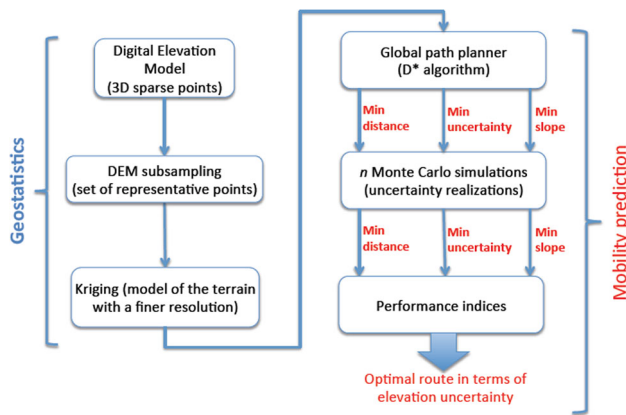 Geostatistics
Digital Elevation
Model
(3D sparse points)
DEM subsampling
(set of representative points)
Kriging (model of the terrain
with a finer resolution)
Global path planner
(D* algorithm)
Min
distance
Min
uncertainty
Min
slope
n Monte Carlo simulations
(uncertainty realizations)
Min
distance
Min
uncertainty
Min
slope
Performance indices
Optimal route in terms of
elevation uncertainty
Mobility prediction